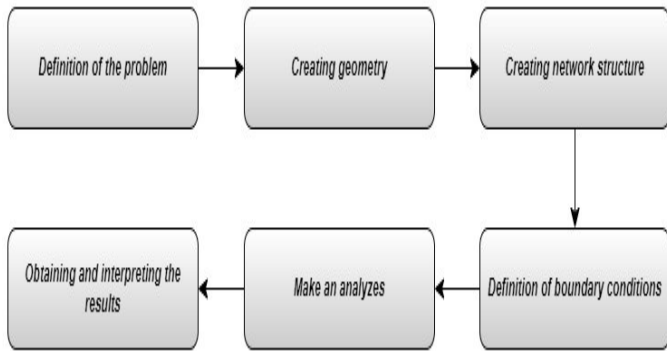 Definition of the problem
Creating geometry
Creating network structure
Definition of boundary conditions
Make an analyzes
Obtaining and interpreting the
results